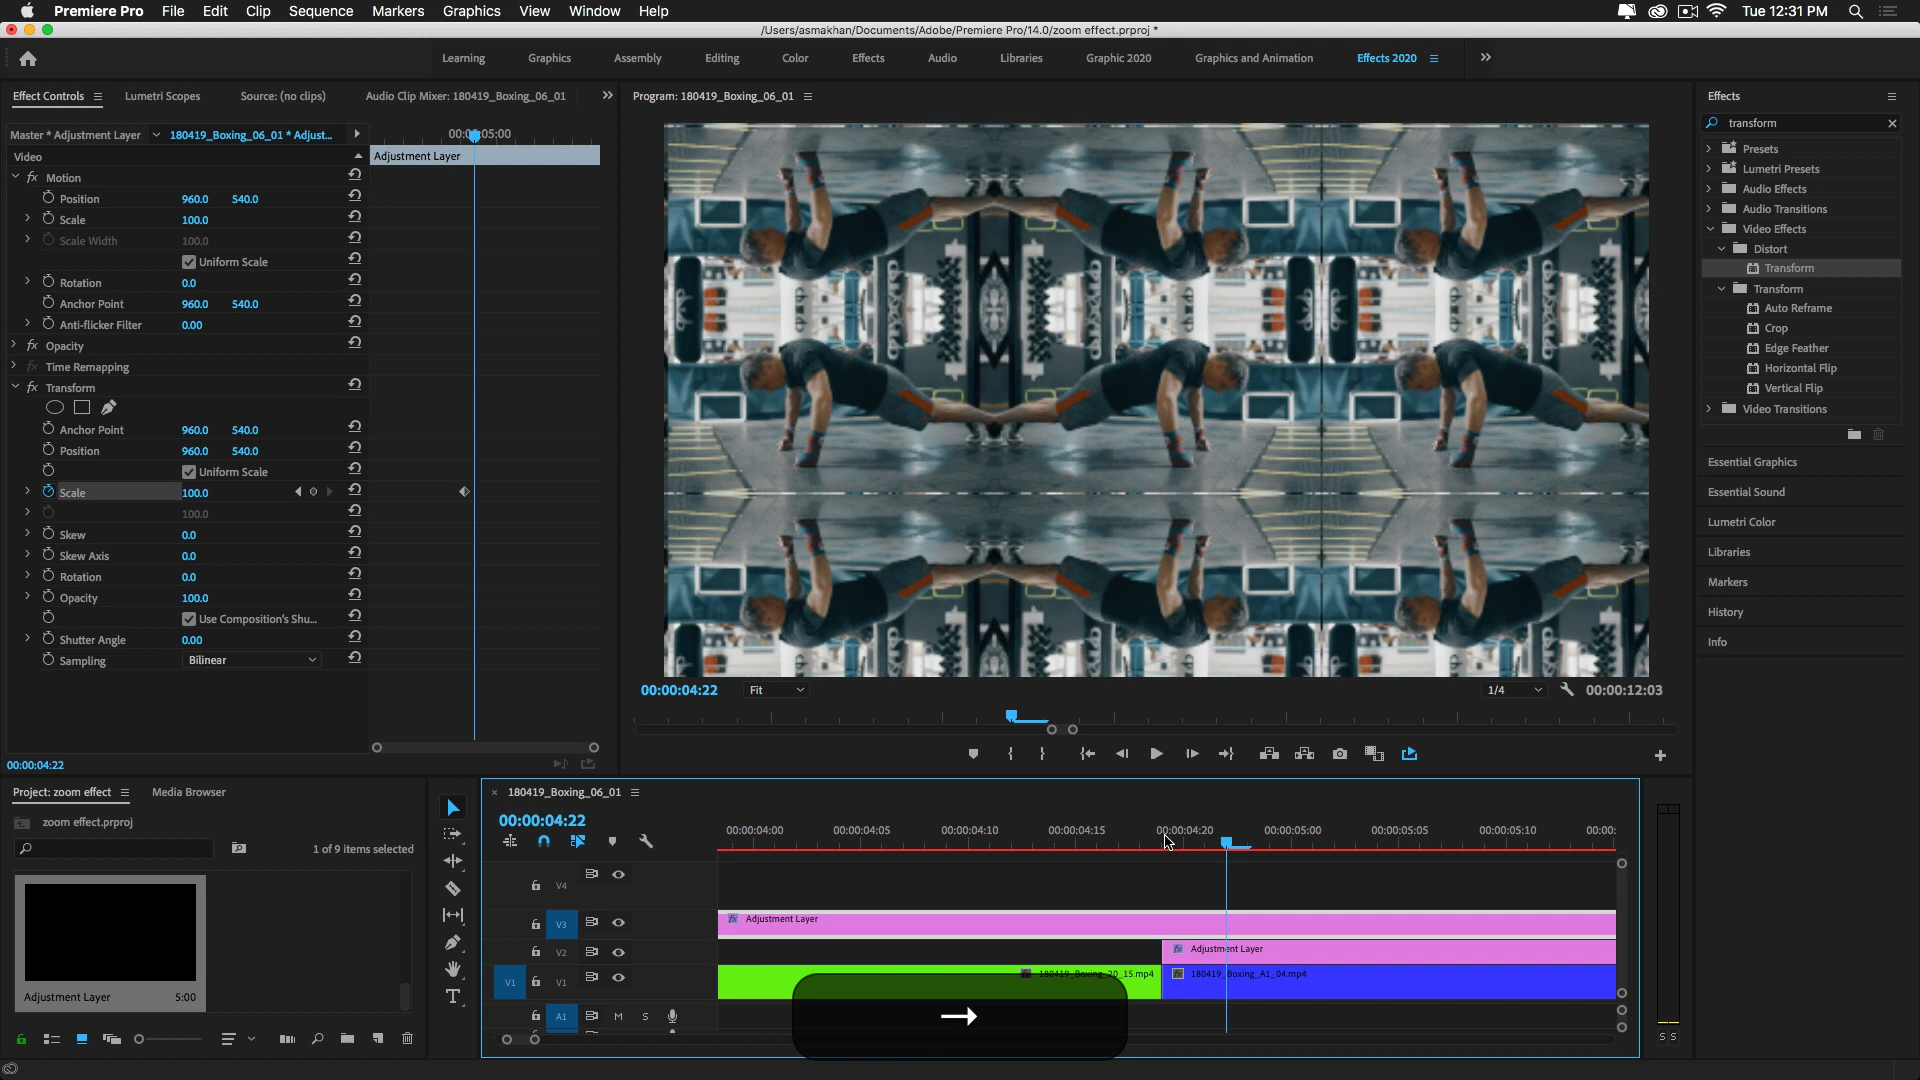 Premiere Pro File Edit Clip Sequence Markers Graphics View Window Help Tue 12:31 PM
/Users/asmakhan/Documents/Adobe/Premiere Pro/14.0/zoom effect.prproj *
Learning Graphics Assembly Editing Color Effects Audio Libraries Graphic 2020 Graphics and Animation Effects 2020
Effect Controls Lumetri Scopes Source: (no clips) Audio Clip Mixer: 180419_Boxing_06_01 Program: 180419_Boxing_06_01 Effects
Master * Adjustment Layer 180419_Boxing_06_01 * Adjust... 00:00:05:00 transform
Video Adjustment Layer
Motion
Position 960.0 540.0
Scale 100.0
Scale Width 100.0
Uniform Scale
Rotation 0.0
Anchor Point 960.0 540.0
Anti-flicker Filter 0.00
Opacity
Time Remapping
Transform
Anchor Point 960.0 540.0
Position 960.0 540.0
Uniform Scale
Scale 100.0
100.0
Skew 0.0
Skew Axis 0.0
Rotation 0.0
Opacity 100.0
Use Composition's Shu...
Shutter Angle 0.00
Sampling Bilinear
00:00:04:22
00:00:04:22 Fit 1/4 00:00:12:03
Presets
Lumetri Presets
Audio Effects
Audio Transitions
Video Effects
Distort
Transform
Transform
Auto Reframe
Crop
Edge Feather
Horizontal Flip
Vertical Flip
Video Transitions
Essential Graphics
Essential Sound
Lumetri Color
Libraries
Markers
History
Info
Project: zoom effect Media Browser
zoom effect.prproj
1 of 9 items selected
Adjustment Layer 5:00
180419_Boxing_06_01
00:00:04:22
00:00:04:00 00:00:04:05 00:00:04:10 00:00:04:15 00:00:04:20 00:00:05:00 00:00:05:05 00:00:05:10 00:00:
V4
V3 Adjustment Layer
V2 Adjustment Layer
V1 V1 180419_Boxing_20_15.mp4 180419_Boxing_A1_04.mp4
A1 M S
S S